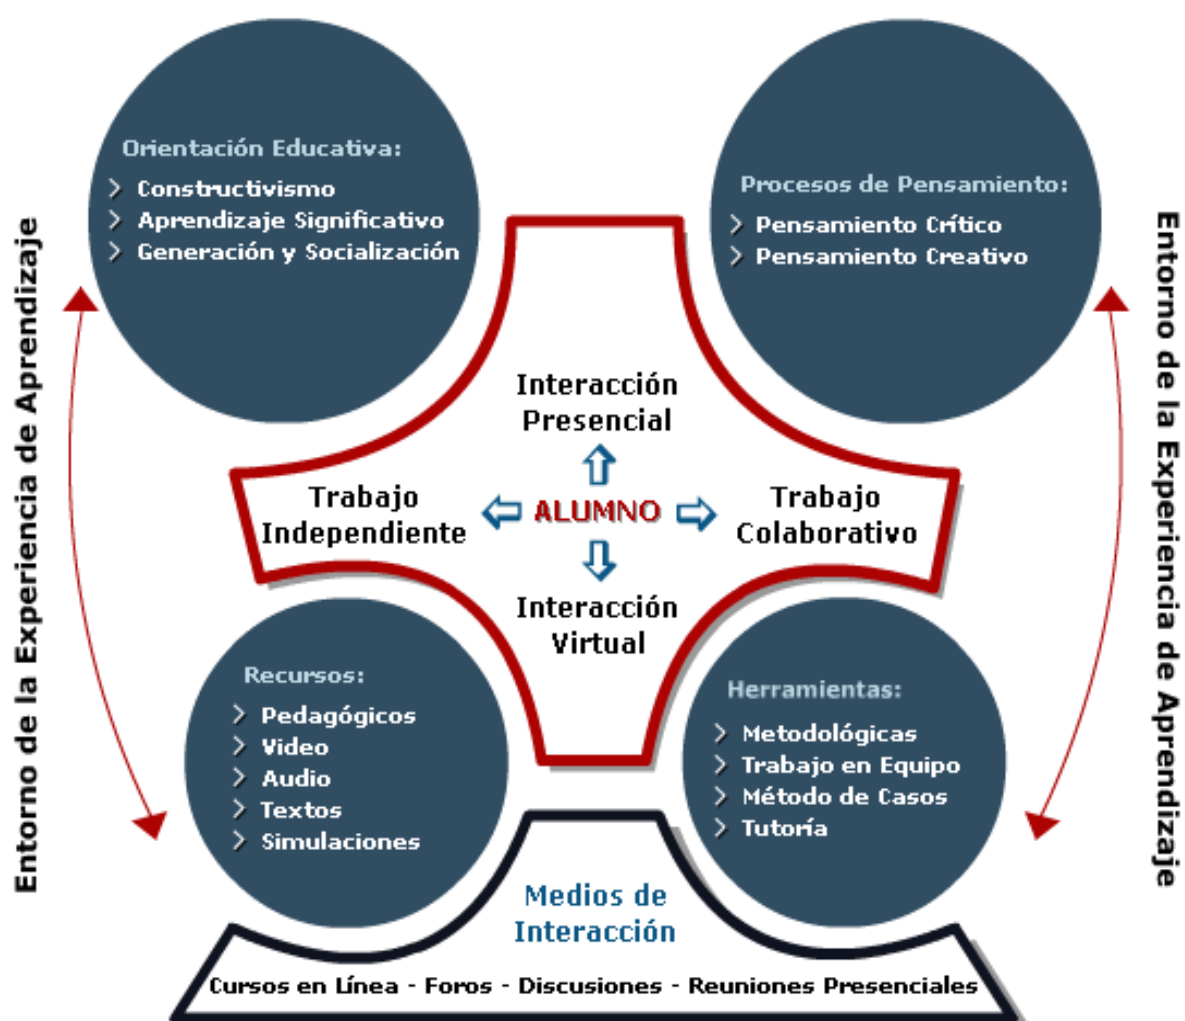 Orientación Educativa:
Constructivismo
Aprendizaje Significativo
Generación y Socialización
Procesos de Pensamiento:
Pensamiento Crítico
Pensamiento Creativo
Entorno de la Experiencia de Aprendizaje
Entorno de la Experiencia de Aprendizaje
Interacción
Presencial
Trabajo
Independiente
ALUMNO
Trabajo
Colaborativo
Interacción
Virtual
Recursos:
Pedagógicos
Video
Audio
Textos
Simulaciones
Herramientas:
Metodológicas
Trabajo en Equipo
Método de Casos
Tutoría
Medios de
Interacción
Cursos en Línea - Foros - Discusiones - Reuniones Presenciales